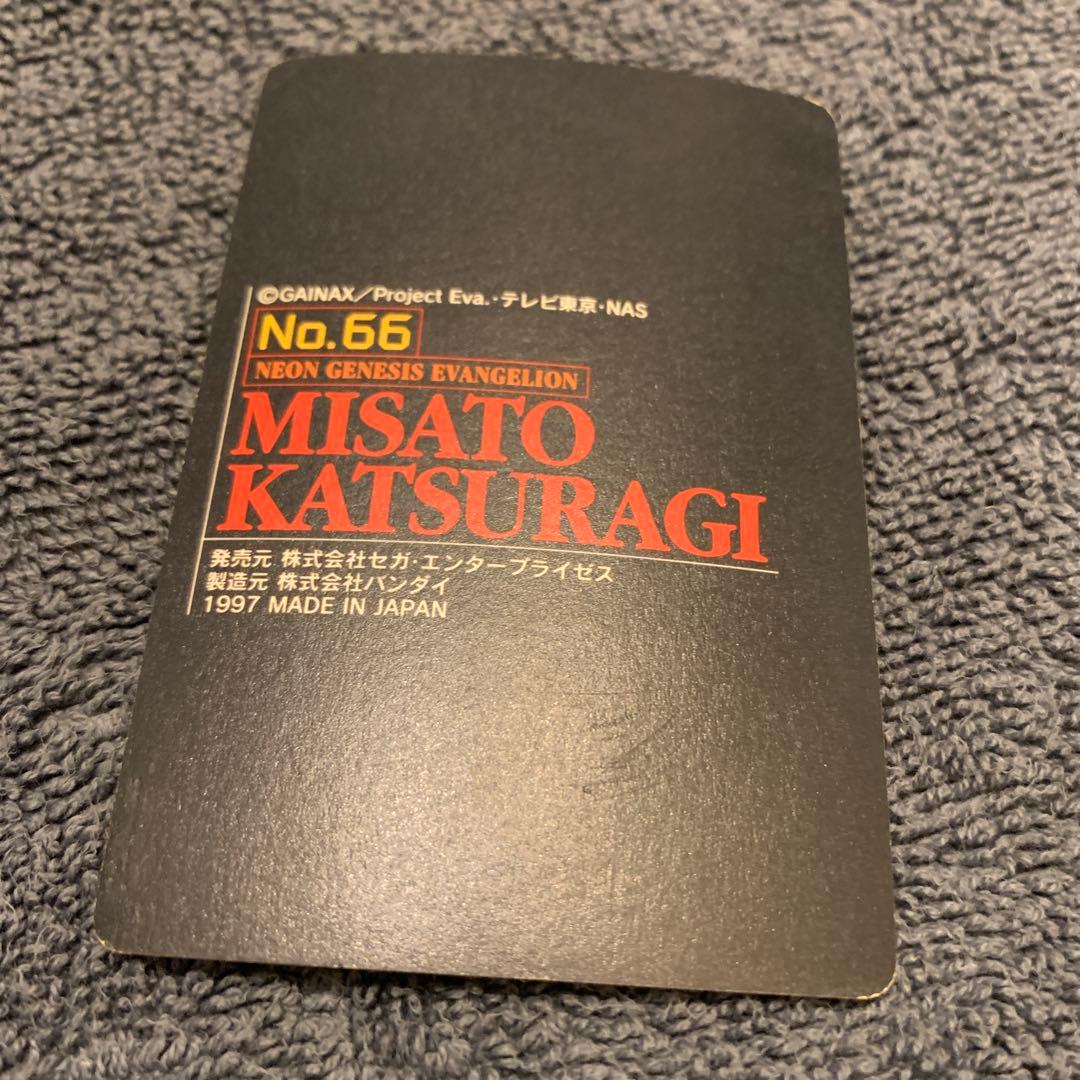 ©GAINAX／Project Eva.・テレビ東京・NAS
No.66
NEON GENESIS EVANGELION
MISATO
KATSURAGI
発売元 株式会社セガ・エンタープライゼス
製造元 株式会社バンダイ
1997 MADE IN JAPAN